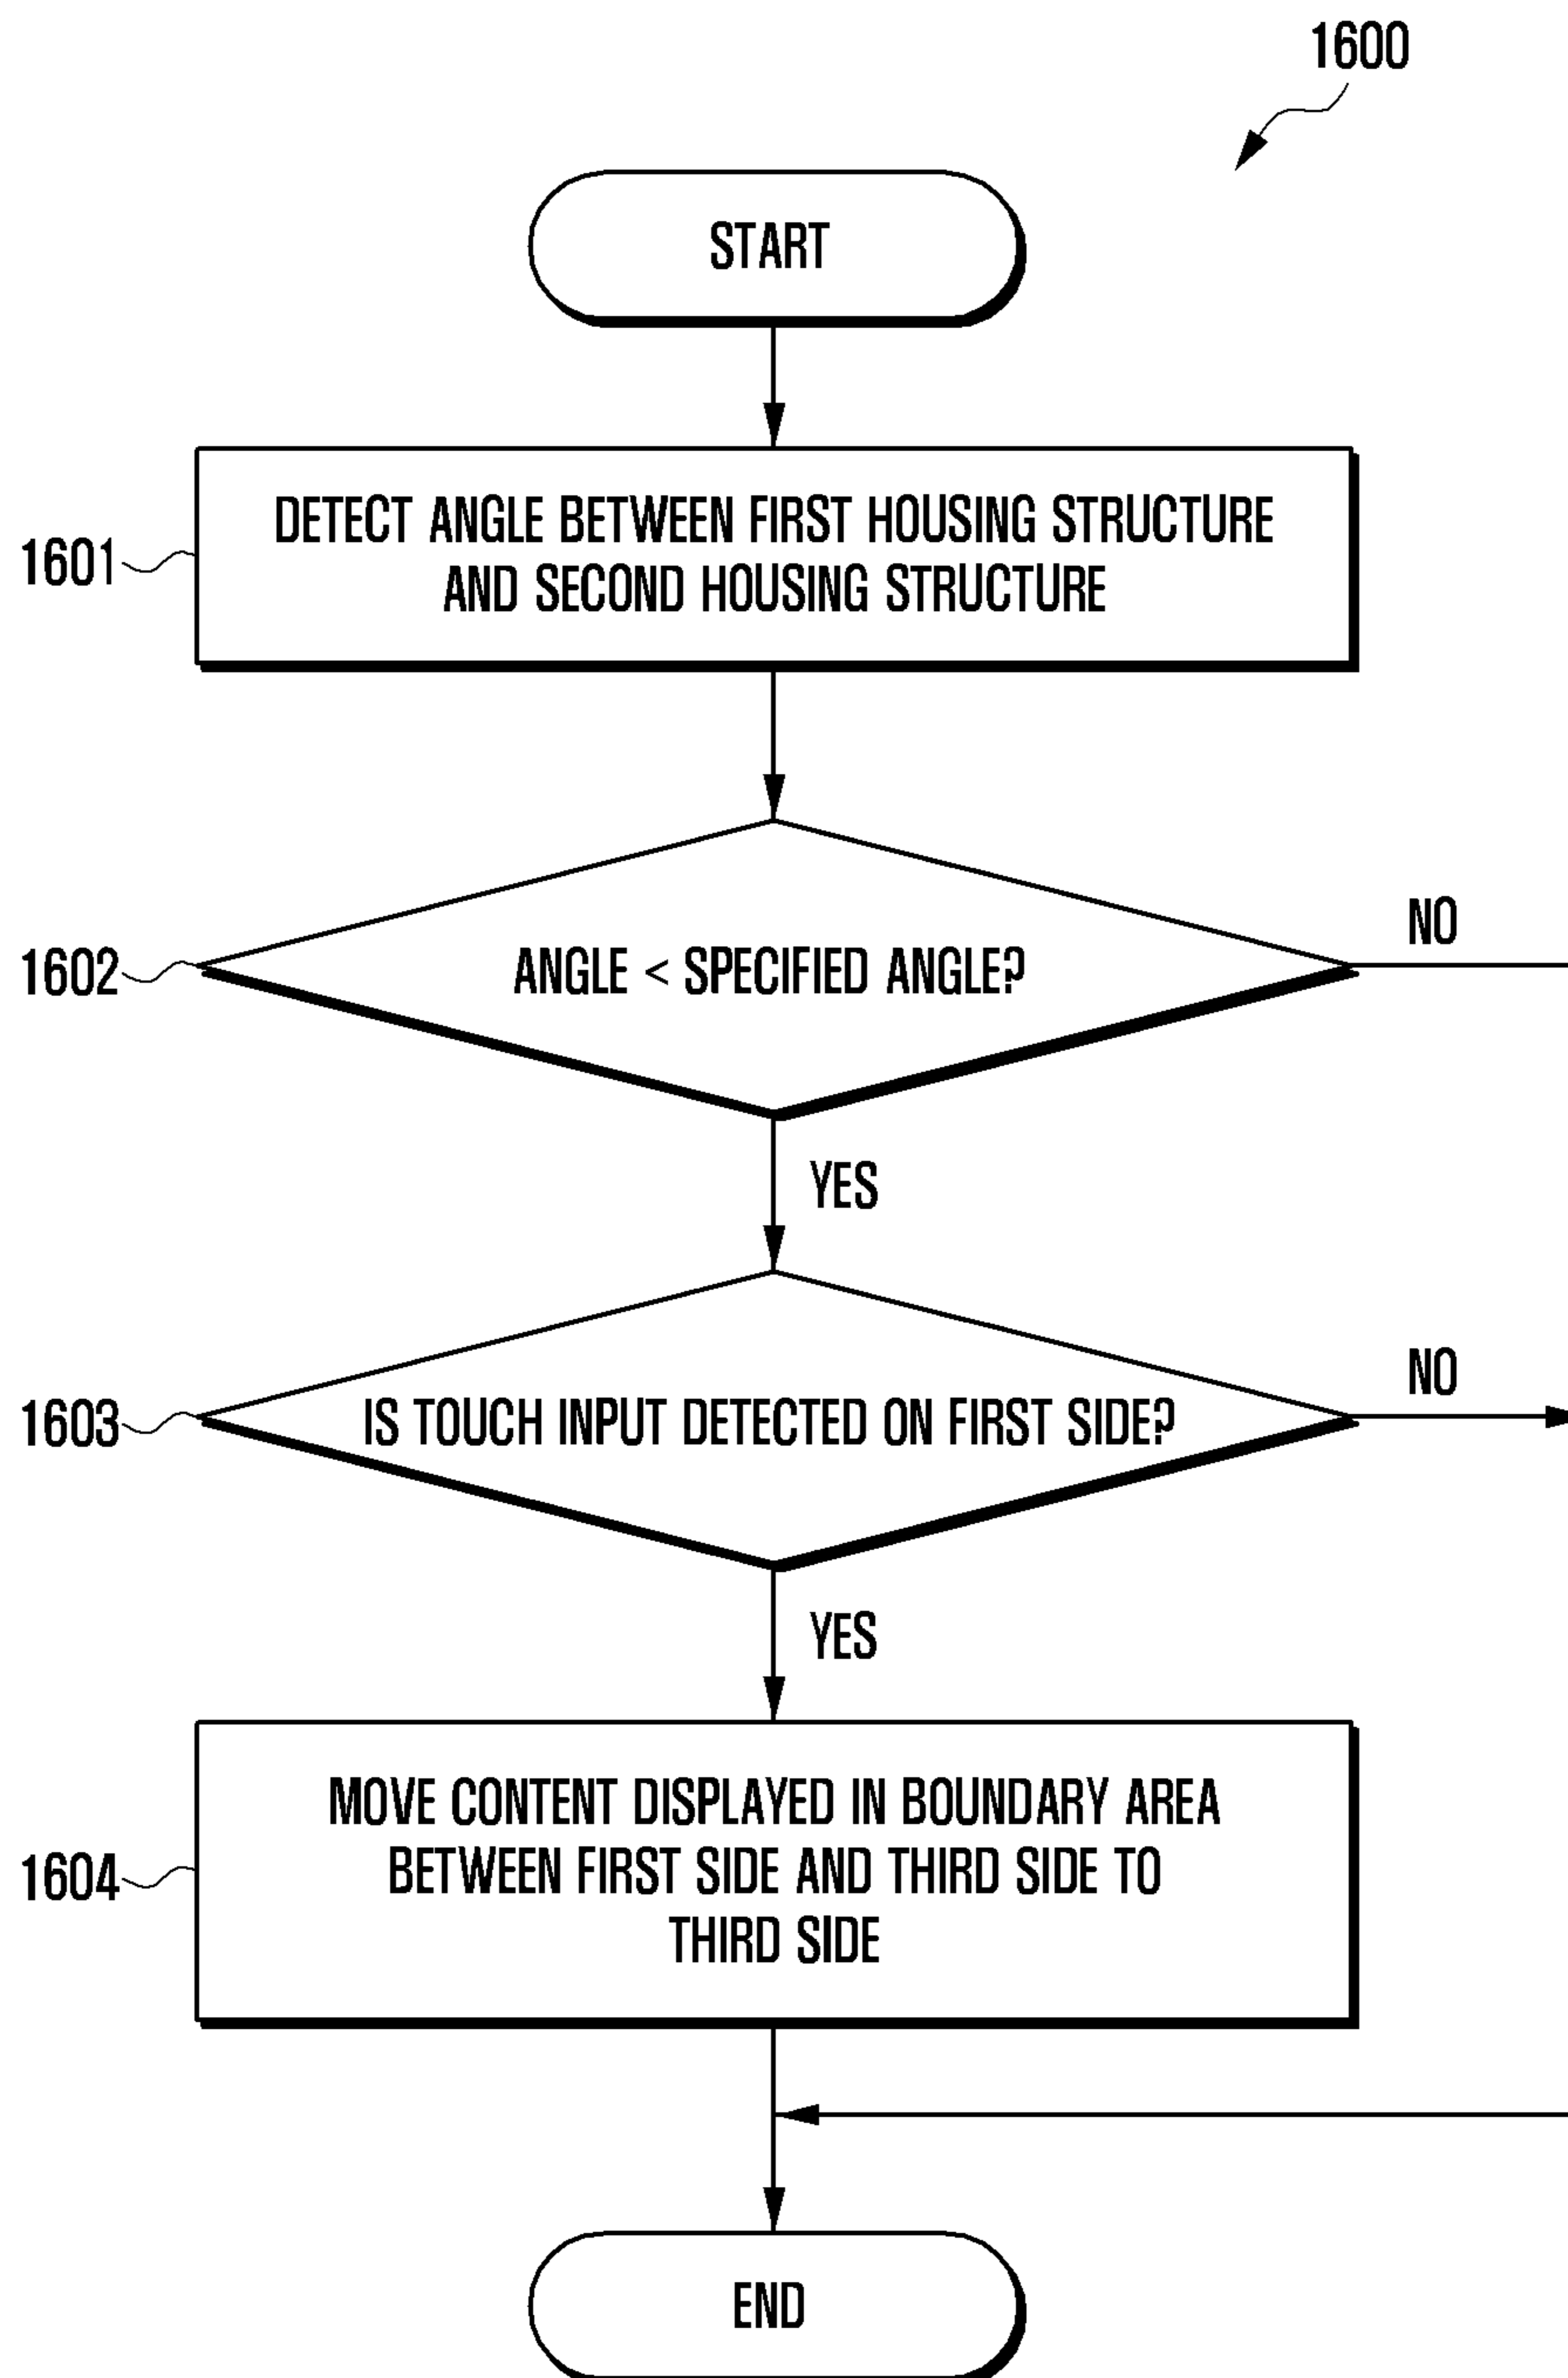 1600
START
1601
DETECT ANGLE BETWEEN FIRST HOUSING STRUCTURE
AND SECOND HOUSING STRUCTURE
1602
ANGLE < SPECIFIED ANGLE?
NO
YES
1603
IS TOUCH INPUT DETECTED ON FIRST SIDE?
NO
YES
1604
MOVE CONTENT DISPLAYED IN BOUNDARY AREA
BETWEEN FIRST SIDE AND THIRD SIDE TO
THIRD SIDE
END